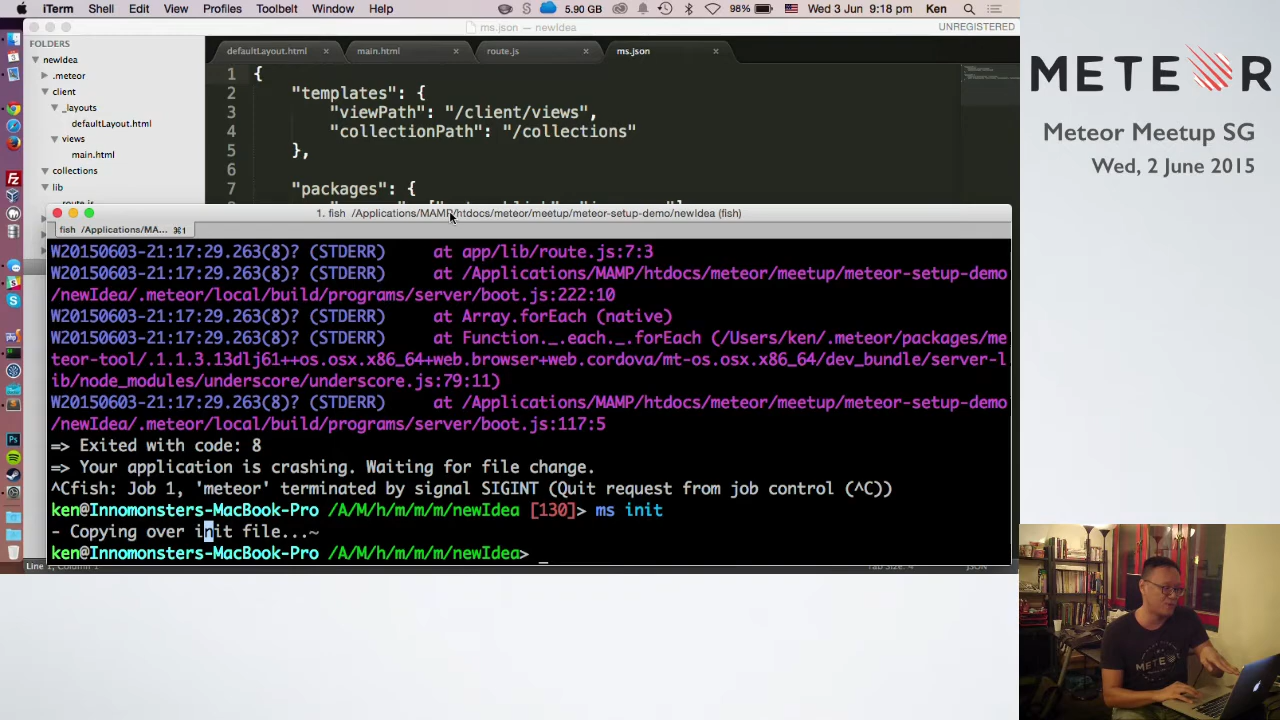 iTerm Shell Edit View Profiles Toolbelt Window Help 5.90 GB 98% Wed 3 Jun 9:18 pm Ken
ms.json — newIdea
UNREGISTERED
FOLDERS
newIdea
.meteor
client
_layouts
defaultLayout.html
views
main.html
collections
lib
defaultLayout.html × main.html × route.js × ms.json ×
1 {
2 "templates": {
3 "viewPath": "/client/views",
4 "collectionPath": "/collections"
5 },
6
7 "packages": {
1. fish /Applications/MAMP/htdocs/meteor/meetup/meteor-setup-demo/newIdea (fish)
fish /Applications/MA... ⌘1
W20150603-21:17:29.263(8)? (STDERR) at app/lib/route.js:7:3
W20150603-21:17:29.263(8)? (STDERR) at /Applications/MAMP/htdocs/meteor/meetup/meteor-setup-demo
/newIdea/.meteor/local/build/programs/server/boot.js:222:10
W20150603-21:17:29.263(8)? (STDERR) at Array.forEach (native)
W20150603-21:17:29.263(8)? (STDERR) at Function._.each._.forEach (/Users/ken/.meteor/packages/me
teor-tool/.1.1.3.13dlj61++os.osx.x86_64+web.browser+web.cordova/mt-os.osx.x86_64/dev_bundle/server-l
ib/node_modules/underscore/underscore.js:79:11)
W20150603-21:17:29.263(8)? (STDERR) at /Applications/MAMP/htdocs/meteor/meetup/meteor-setup-demo
/newIdea/.meteor/local/build/programs/server/boot.js:117:5
=> Exited with code: 8
=> Your application is crashing. Waiting for file change.
^Cfish: Job 1, 'meteor' terminated by signal SIGINT (Quit request from job control (^C))
ken@Innomonsters-MacBook-Pro /A/M/h/m/m/m/newIdea [130]> ms init
- Copying over init file...~
ken@Innomonsters-MacBook-Pro /A/M/h/m/m/m/newIdea>
METEOR
Meteor Meetup SG
Wed, 2 June 2015
METEOR